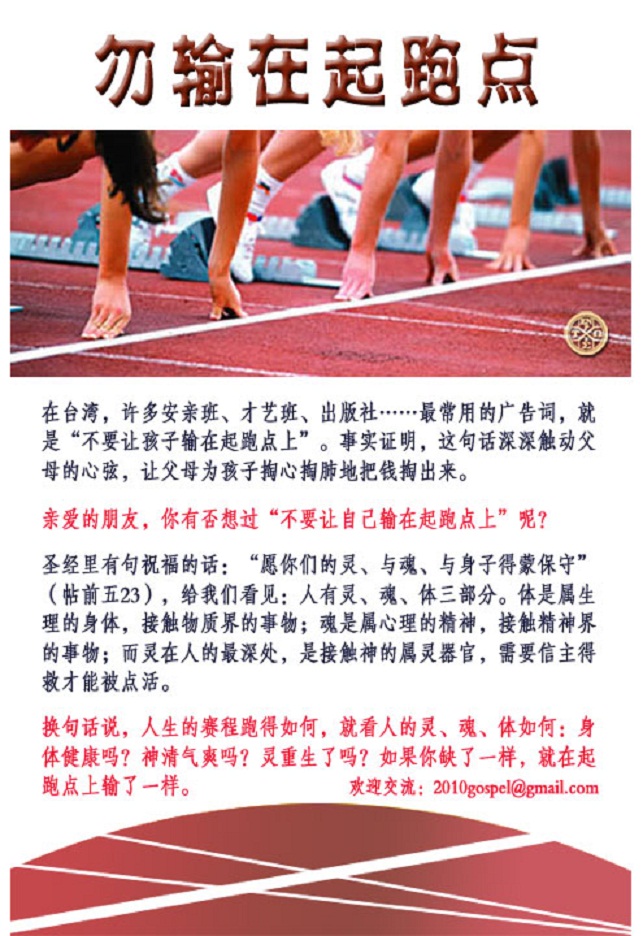 勿输在起跑点
在台湾，许多安亲班、才艺班、出版社……最常用的广告词，就
是“不要让孩子输在起跑点上”。事实证明，这句话深深触动父
母的心弦，让父母为孩子掏心掏肺地把钱掏出来。
亲爱的朋友，你有否想过“不要让自己输在起跑点上”呢？
圣经里有句祝福的话：“愿你们的灵、与魂、与身子得蒙保守”
（帖前五23），给我们看见：人有灵、魂、体三部分。体是属生
理的身体，接触物质界的事物；魂是属心理的精神，接触精神界
的事物；而灵在人的最深处，是接触神的属灵器官，需要信主得
救才能被点活。
换句话说，人生的赛程跑得如何，就看人的灵、魂、体如何：身
体健康吗？神清气爽吗？灵重生了吗？如果你缺了一样，就在起
跑点上输了一样。 欢迎交流：2010gospel@gmail.com